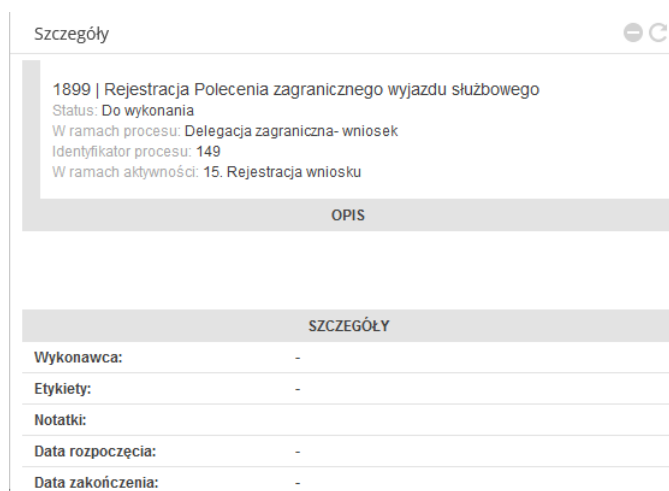 Szczegóły
1899 | Rejestracja Polecenia zagranicznego wyjazdu służbowego
Status: Do wykonania
W ramach procesu: Delegacja zagraniczna- wniosek
Identyfikator procesu: 149
W ramach aktywności: 15. Rejestracja wniosku
OPIS
SZCZEGÓŁY
Wykonawca: -
Etykiety: -
Notatki:
Data rozpoczęcia: -
Data zakończenia: -